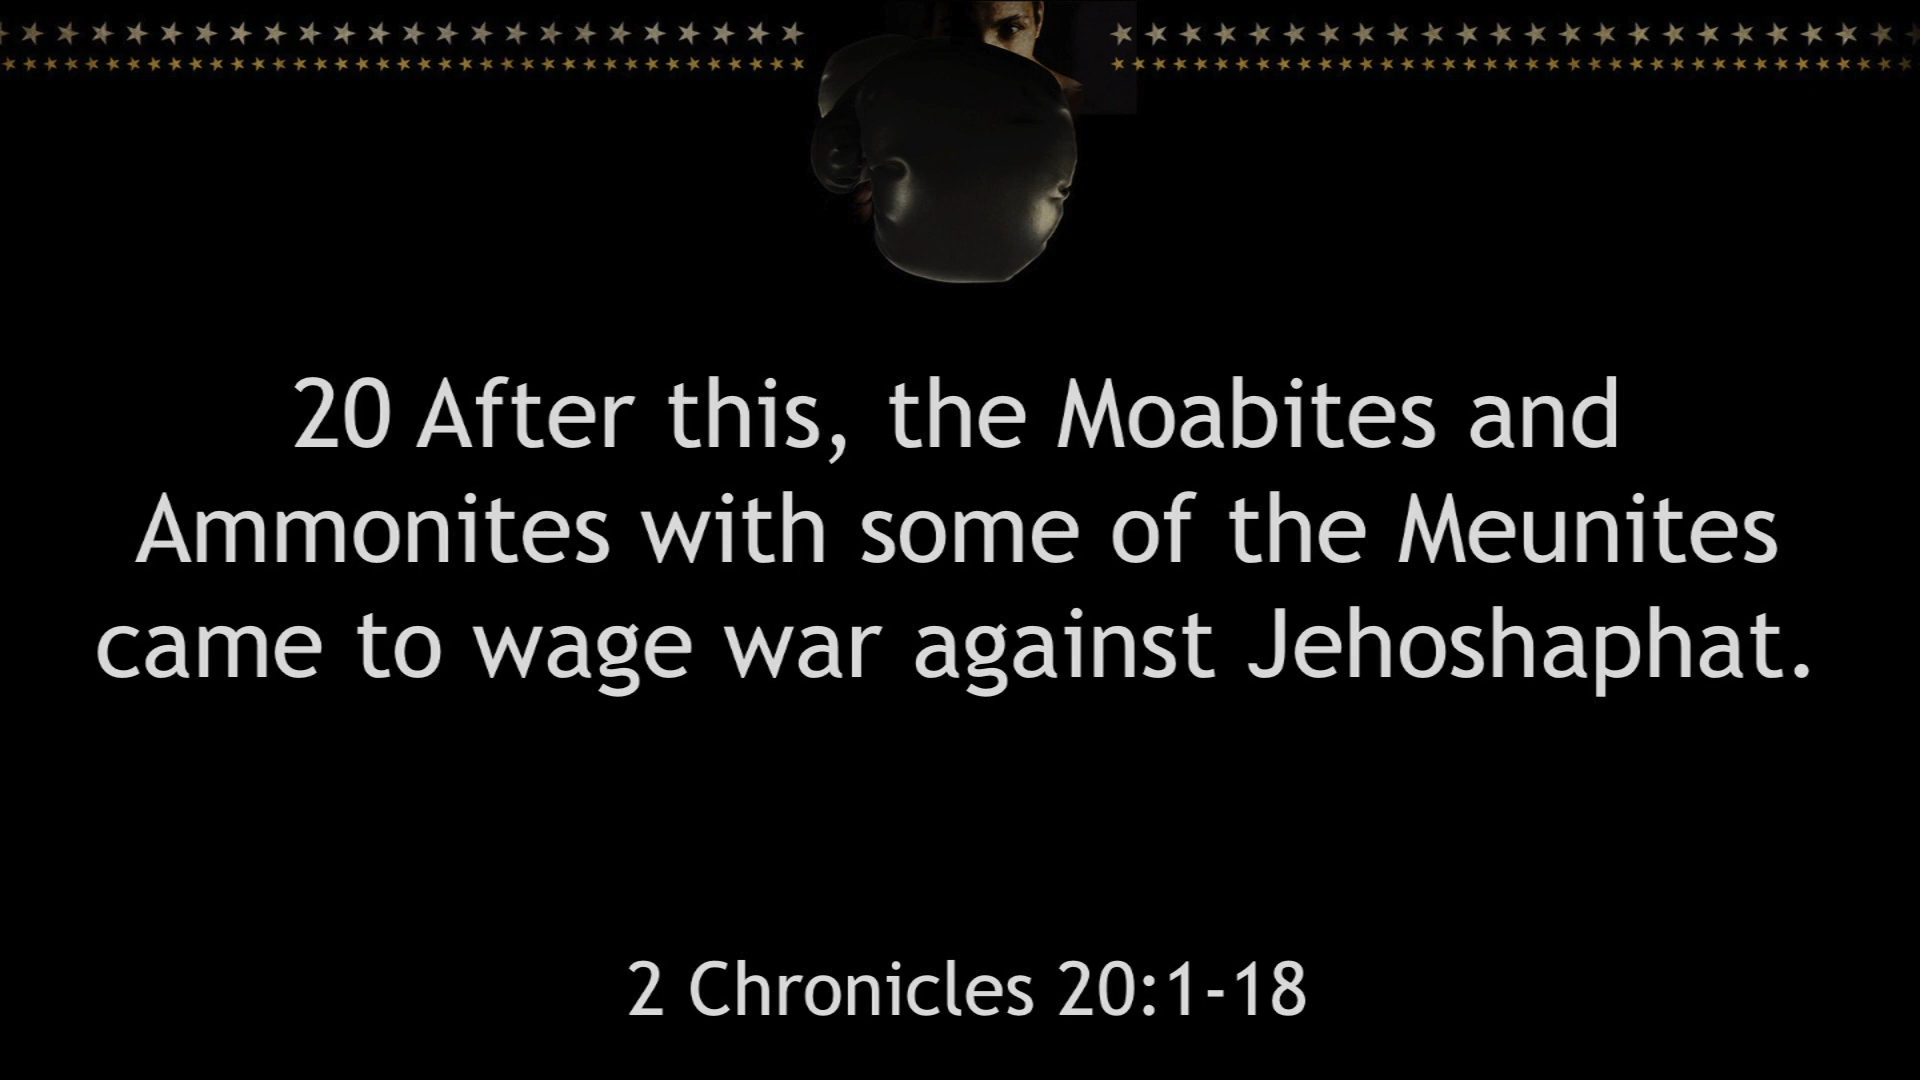 20 After this, the Moabites and
Ammonites with some of the Meunites
came to wage war against Jehoshaphat.
2 Chronicles 20:1-18